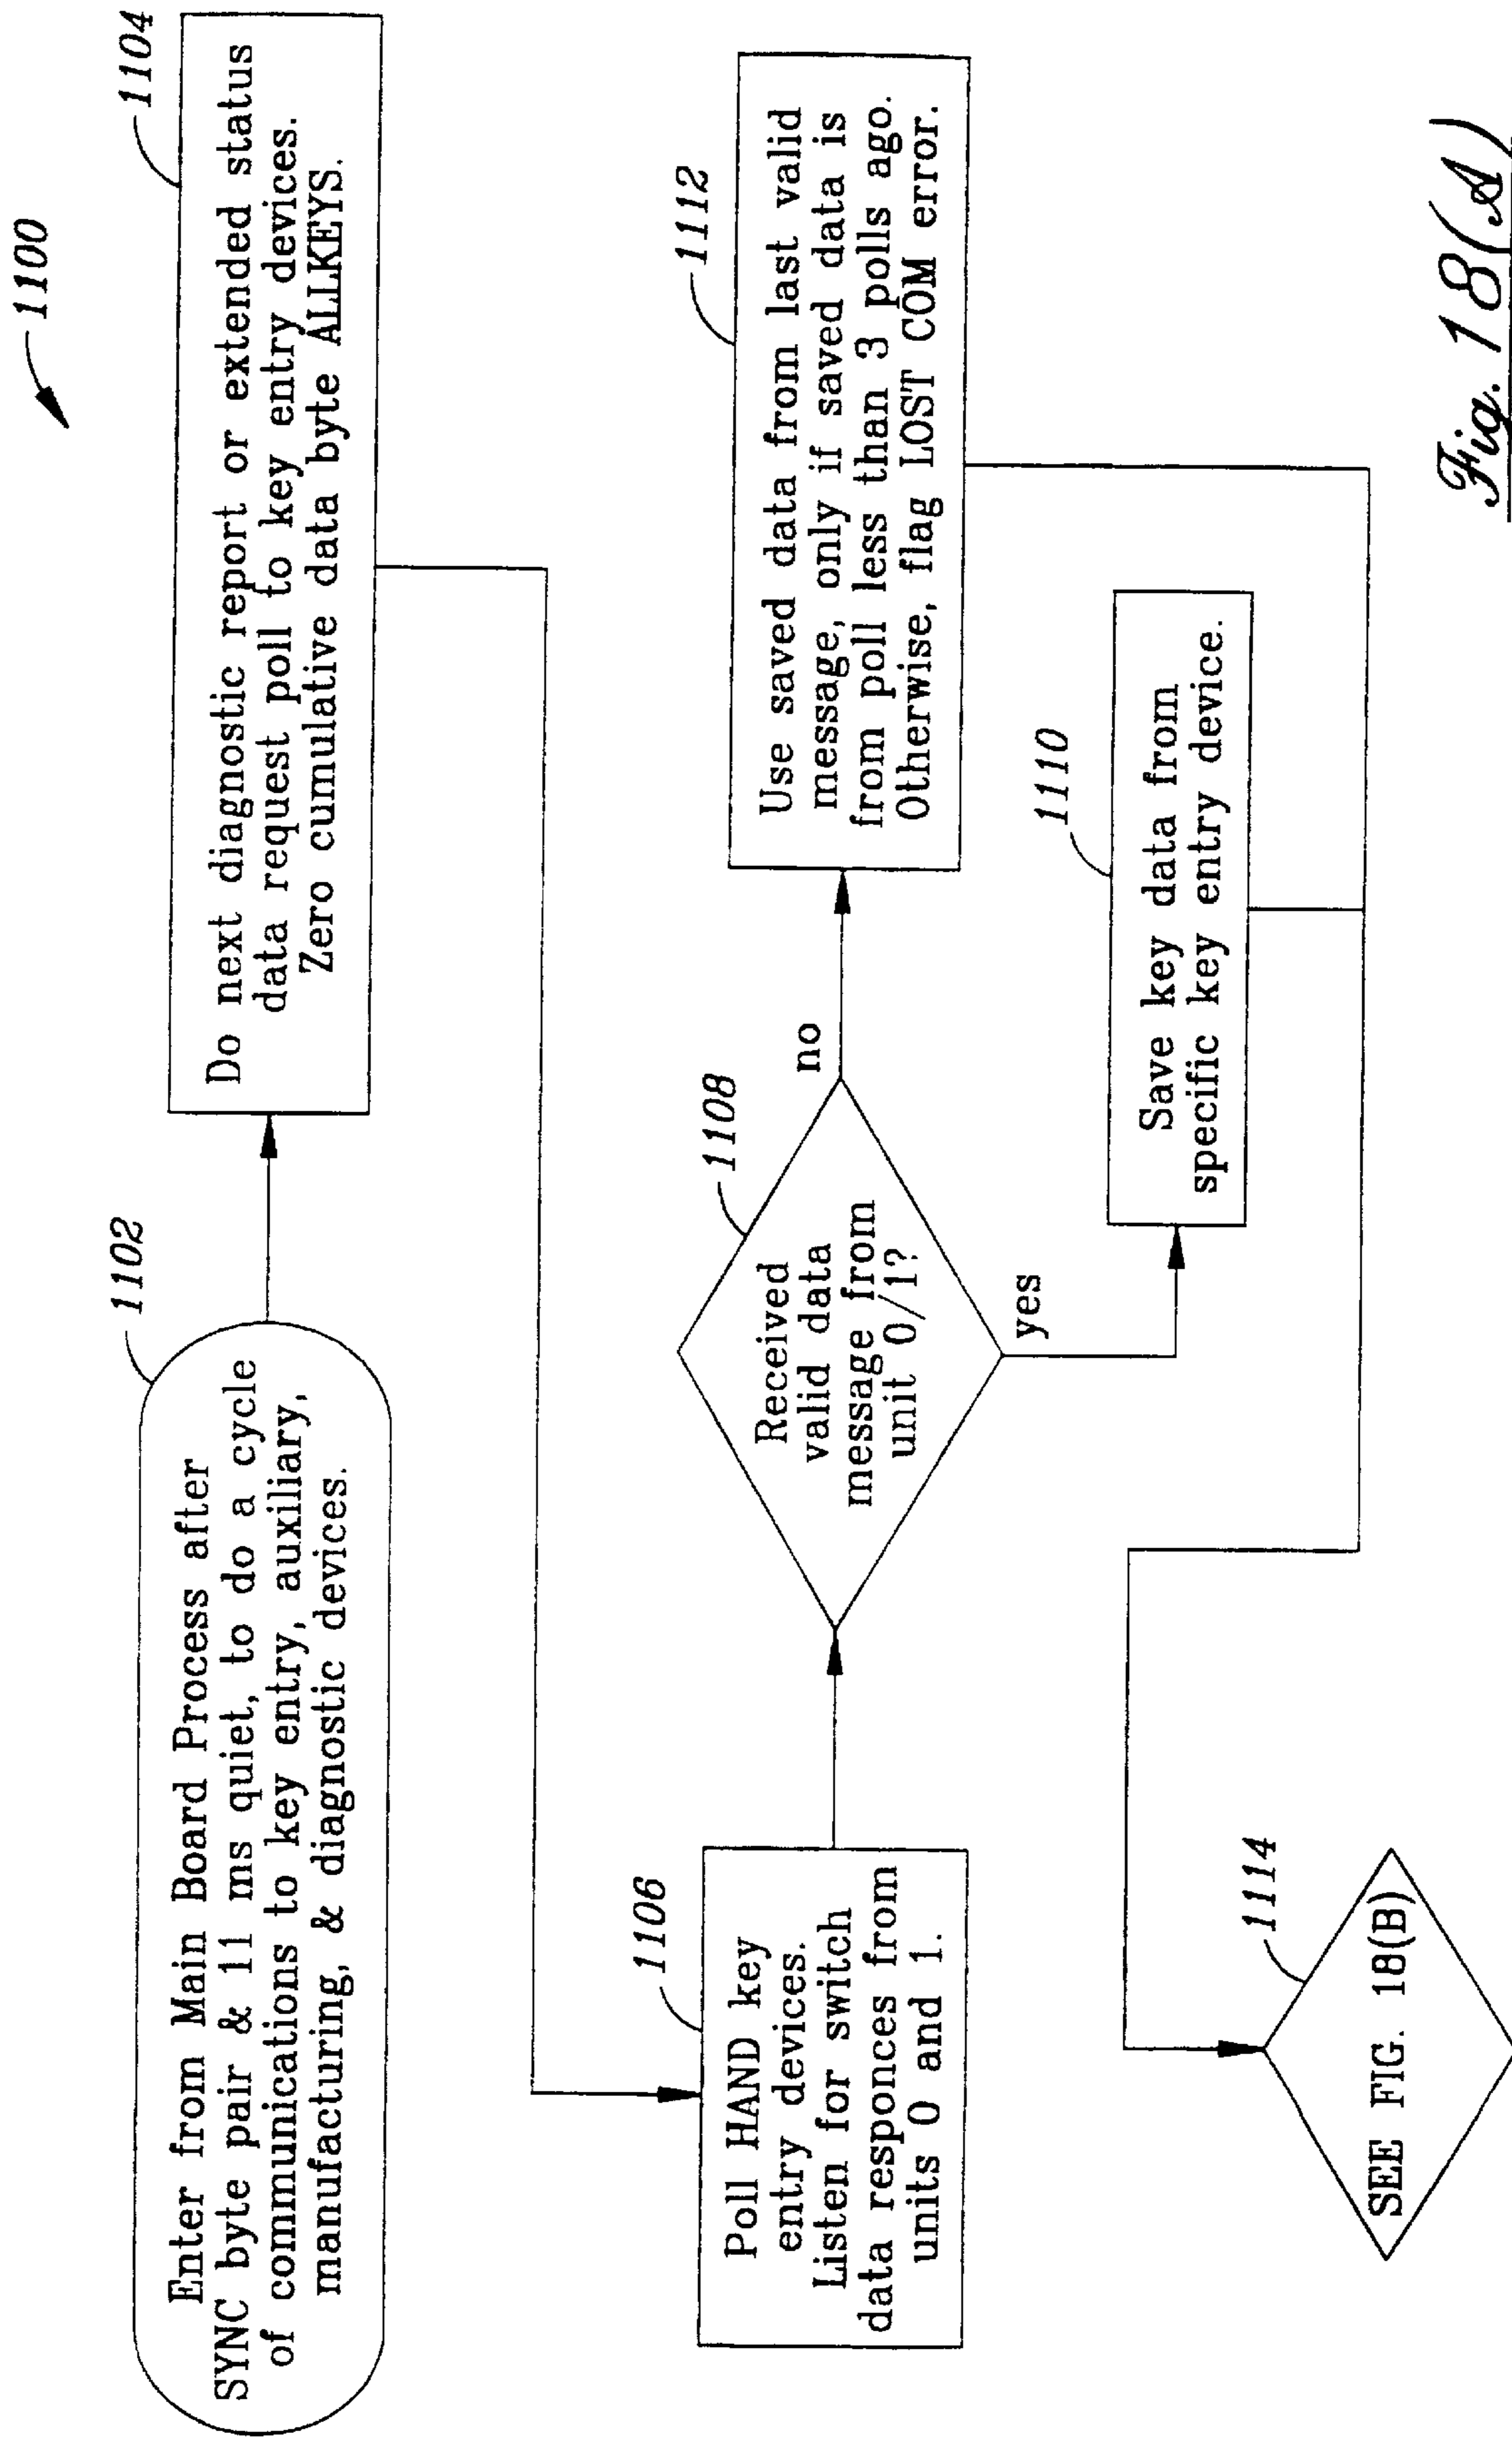 1100
1102
Enter from Main Board Process after
SYNC byte pair & 11 ms quiet, to do a cycle
of communications to key entry, auxiliary,
manufacturing, & diagnostic devices.
1104
Do next diagnostic report or extended status
data request poll to key entry devices.
Zero cumulative data byte ALLKEYS.
1106
Poll HAND key
entry devices.
Listen for switch
data responces from
units 0 and 1.
1108
Received
valid data
message from
unit 0/1?
no
yes
1112
Use saved data from last valid
message, only if saved data is
from poll less than 3 polls ago.
Otherwise, flag LOST COM error.
1110
Save key data from
specific key entry device.
1114
SEE FIG. 18(B)
Fig. 18(A)